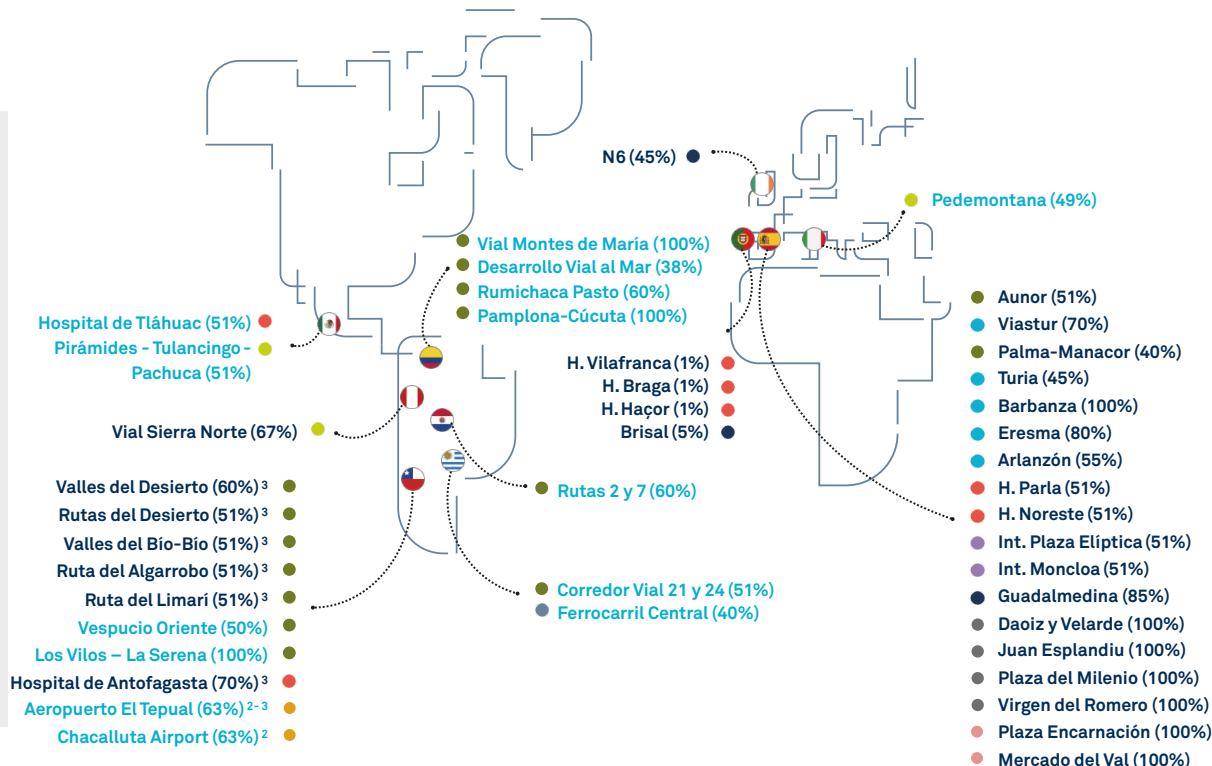 N6 (45%)
Pedemontana (49%)
Vial Montes de María (100%)
Desarrollo Vial al Mar (38%)
Rumichaca Pasto (60%)
Pamplona-Cúcuta (100%)
Hospital de Tláhuac (51%)
Pirámides - Tulancingo -
Pachuca (51%)
H. Vilafranca (1%)
H. Braga (1%)
H. Haçor (1%)
Brisal (5%)
Vial Sierra Norte (67%)
Valles del Desierto (60%)³
Rutas del Desierto (51%)³
Valles del Bío-Bío (51%)³
Ruta del Algarrobo (51%)³
Ruta del Limarí (51%)³
Vespucio Oriente (50%)
Los Vilos – La Serena (100%)
Hospital de Antofagasta (70%)³
Aeropuerto El Tepual (63%)²⁻³
Chacalluta Airport (63%)²
Rutas 2 y 7 (60%)
Corredor Vial 21 y 24 (51%)
Ferrocarril Central (40%)
Aunor (51%)
Viastur (70%)
Palma-Manacor (40%)
Turia (45%)
Barbanza (100%)
Eresma (80%)
Arlanzón (55%)
H. Parla (51%)
H. Noreste (51%)
Int. Plaza Elíptica (51%)
Int. Moncloa (51%)
Guadalmedina (85%)
Daoiz y Velarde (100%)
Juan Esplandiu (100%)
Plaza del Milenio (100%)
Virgen del Romero (100%)
Plaza Encarnación (100%)
Mercado del Val (100%)